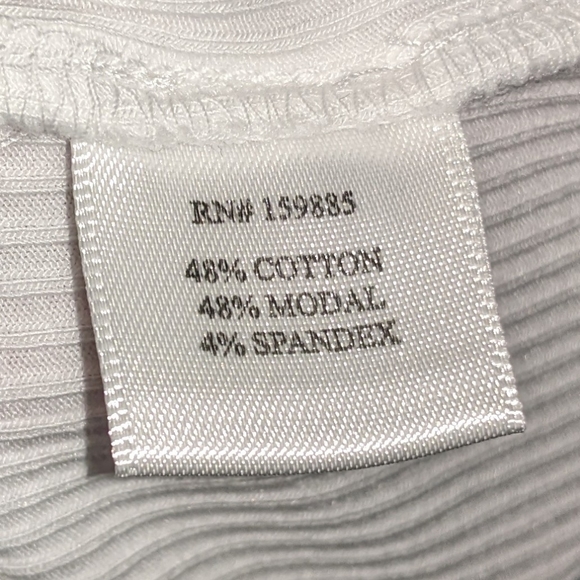 RN# 159885
48% COTTON
48% MODAL
4% SPANDEX